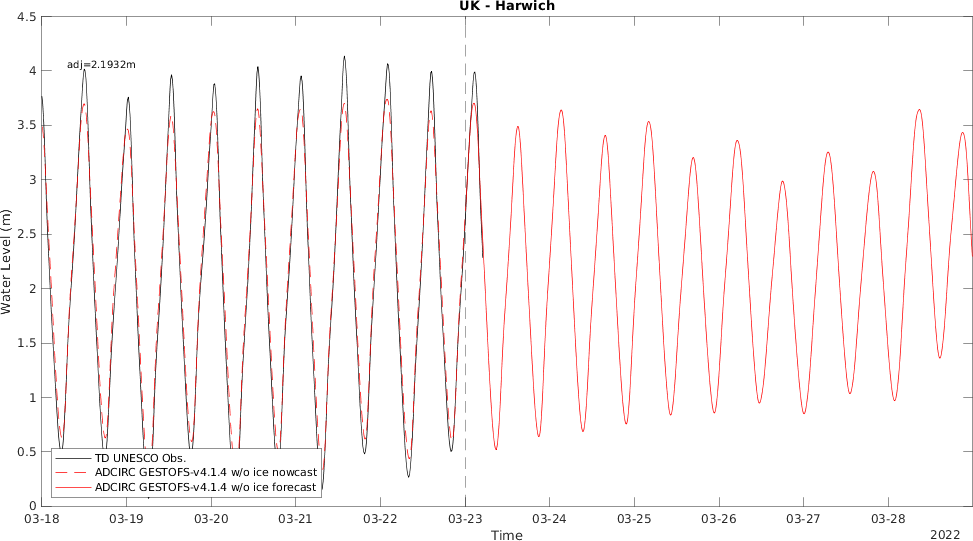 UK - Harwich
4.5
4
3.5
3
2.5
2
1.5
1
0.5
0
Water Level (m)
adj=2.1932m
TD UNESCO Obs.
ADCIRC GESTOFS-v4.1.4 w/o ice nowcast
ADCIRC GESTOFS-v4.1.4 w/o ice forecast
03-18 03-19 03-20 03-21 03-22 03-23 03-24 03-25 03-26 03-27 03-28
Time
2022